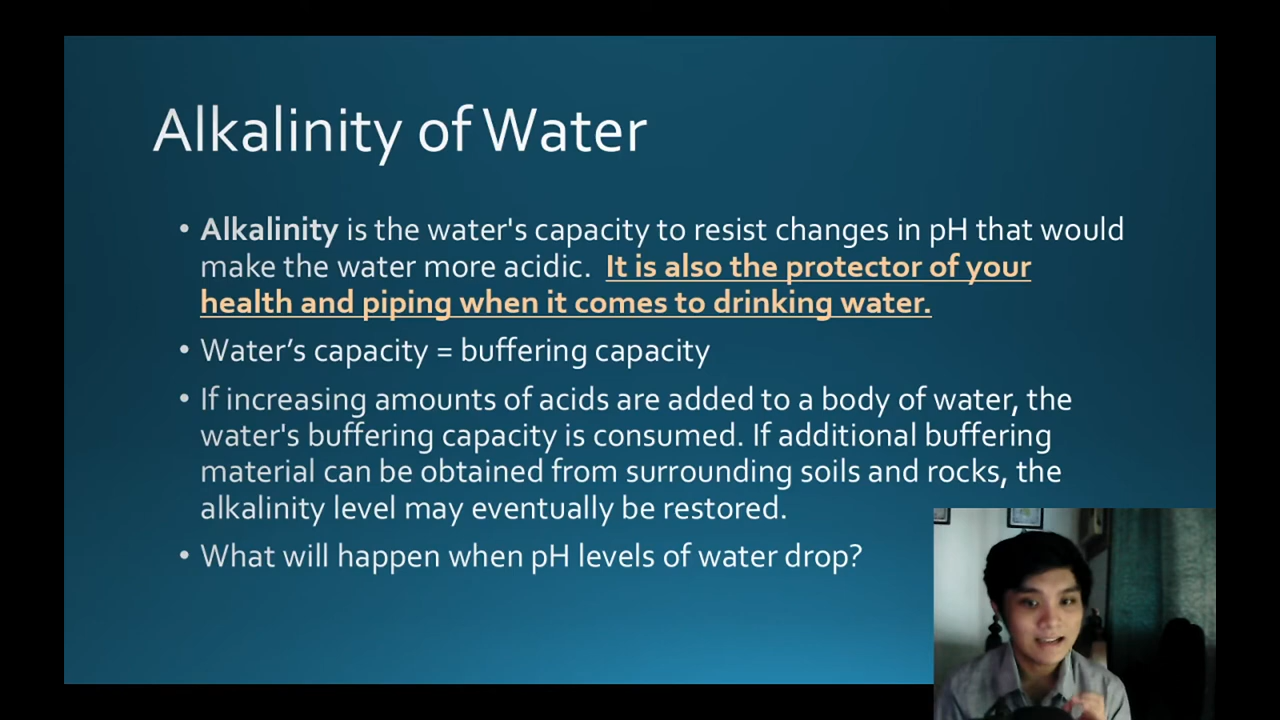 Alkalinity of Water
• Alkalinity is the water's capacity to resist changes in pH that would
make the water more acidic. It is also the protector of your
health and piping when it comes to drinking water.
• Water’s capacity = buffering capacity
• If increasing amounts of acids are added to a body of water, the
water's buffering capacity is consumed. If additional buffering
material can be obtained from surrounding soils and rocks, the
alkalinity level may eventually be restored.
• What will happen when pH levels of water drop?